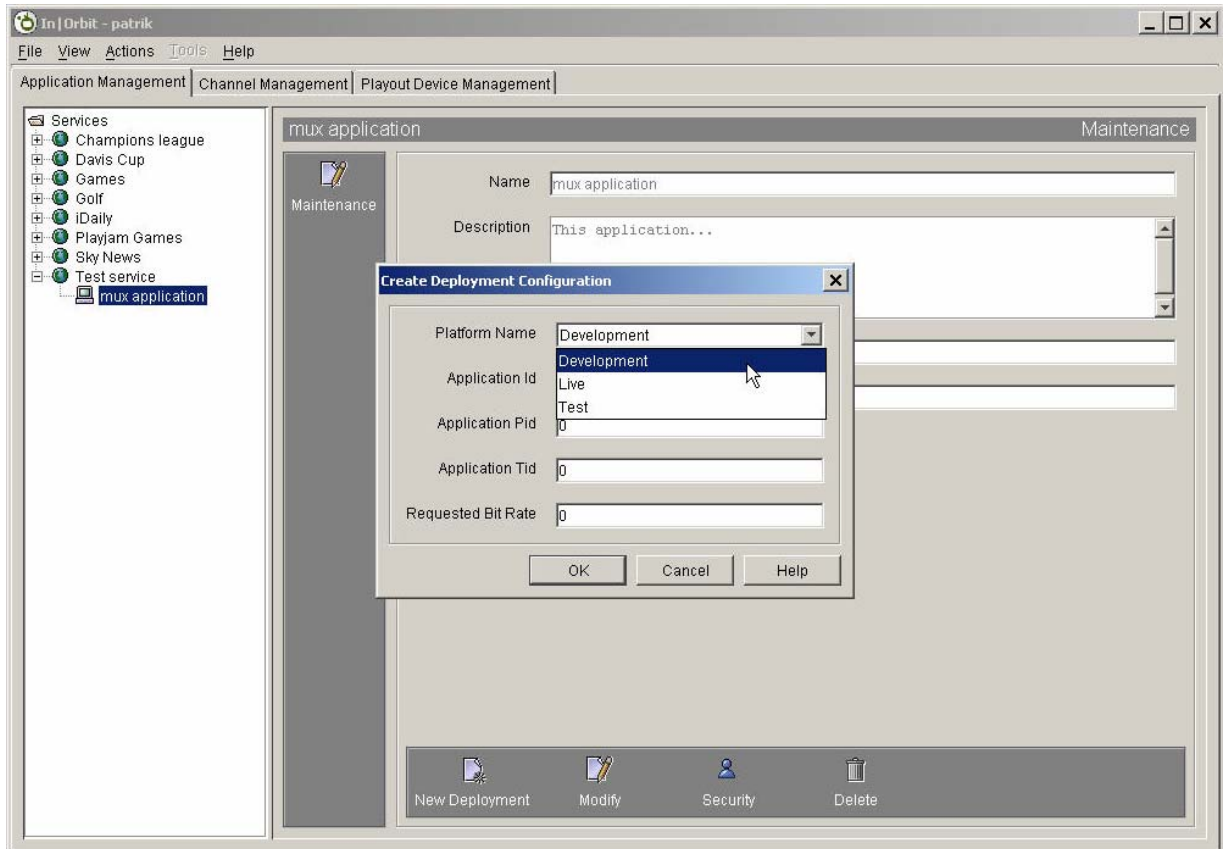 In|Orbit - patrik
File View Actions Tools Help
Application Management Channel Management Playout Device Management
Services
Champions league
Davis Cup
Games
Golf
iDaily
Playjam Games
Sky News
Test service
mux application
mux application Maintenance
Maintenance
Name mux application
Description This application...
Create Deployment Configuration
Platform Name Development
Development
Live
Test
Application Id
Application Pid 0
Application Tid 0
Requested Bit Rate 0
OK Cancel Help
New Deployment Modify Security Delete